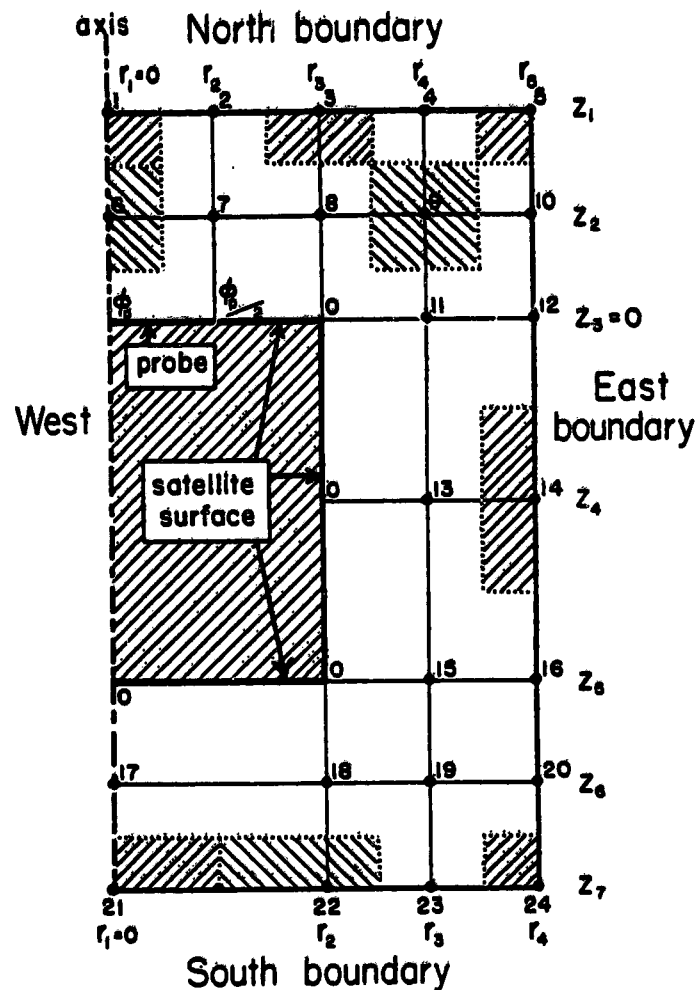 axis North boundary
r₁=0 r₂ r₃ r₄ r₅
1 2 3 4 5 Z₁
6 7 8 9 10 Z₂
ϕₚ ϕₚ/2 0 11 12 Z₃=0
probe
West
East
boundary
satellite
surface
0 13 14 Z₄
0 0 15 16 Z₅
17 18 19 20 Z₆
Z₇
21 22 23 24
r₁=0 r₂ r₃ r₄
South boundary